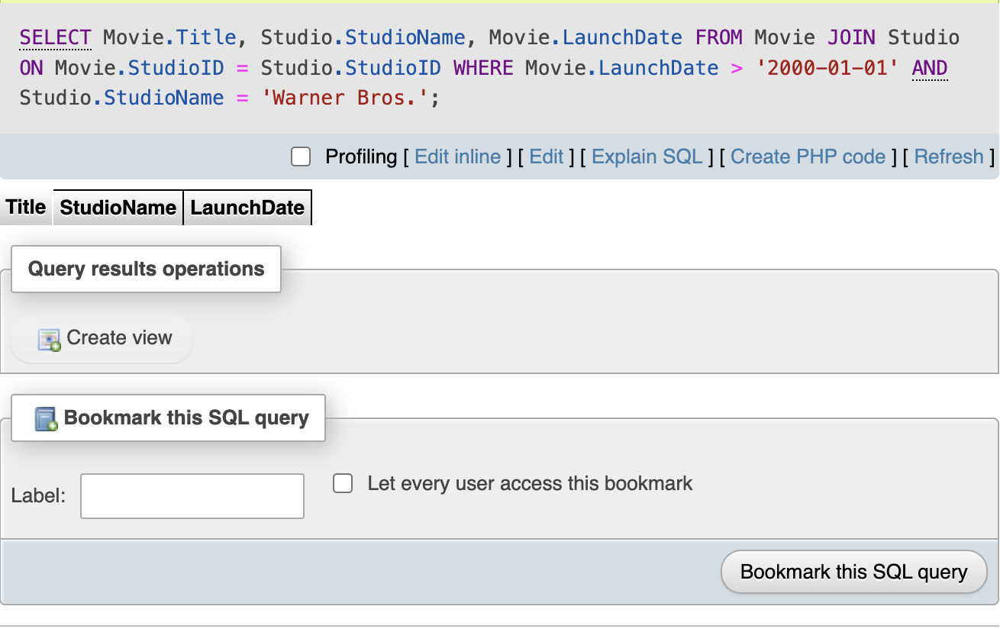 SELECT Movie.Title, Studio.StudioName, Movie.LaunchDate FROM Movie JOIN Studio
ON Movie.StudioID = Studio.StudioID WHERE Movie.LaunchDate > '2000-01-01' AND
Studio.StudioName = 'Warner Bros.';
Profiling [ Edit inline ] [ Edit ] [ Explain SQL ] [ Create PHP code ] [ Refresh ]
Title StudioName LaunchDate
Query results operations
Create view
Bookmark this SQL query
Label: Let every user access this bookmark
Bookmark this SQL query